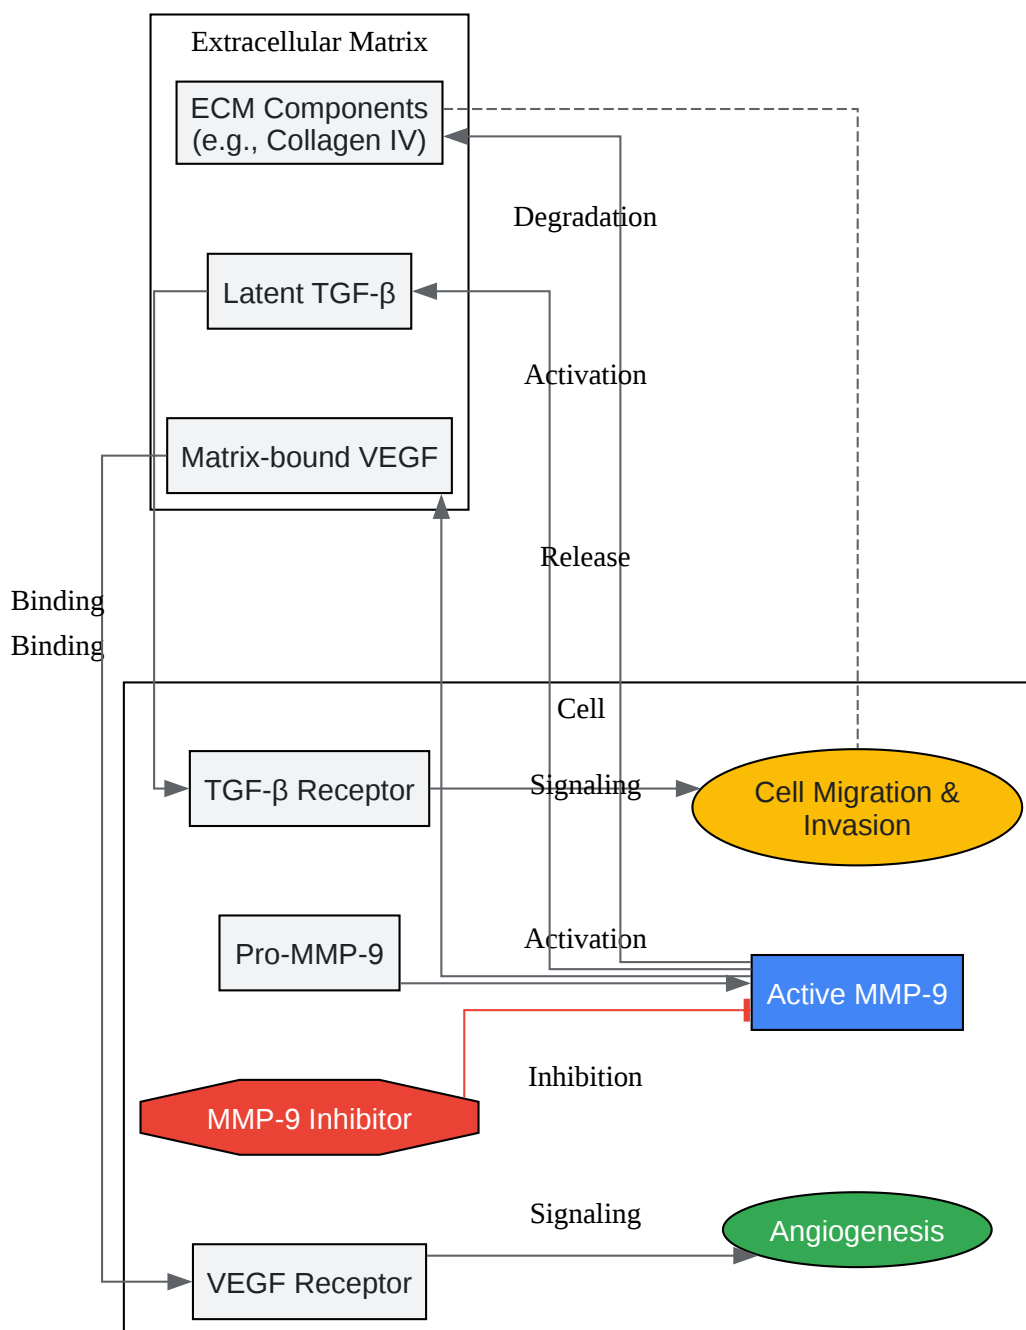 Extracellular Matrix
ECM Components
(e.g., Collagen IV)
Degradation
Latent TGF-β
Activation
Matrix-bound VEGF
Release
Binding
Binding
Cell
TGF-β Receptor
Signaling
Cell Migration &
Invasion
Pro-MMP-9
Activation
Active MMP-9
Inhibition
MMP-9 Inhibitor
Signaling
Angiogenesis
VEGF Receptor